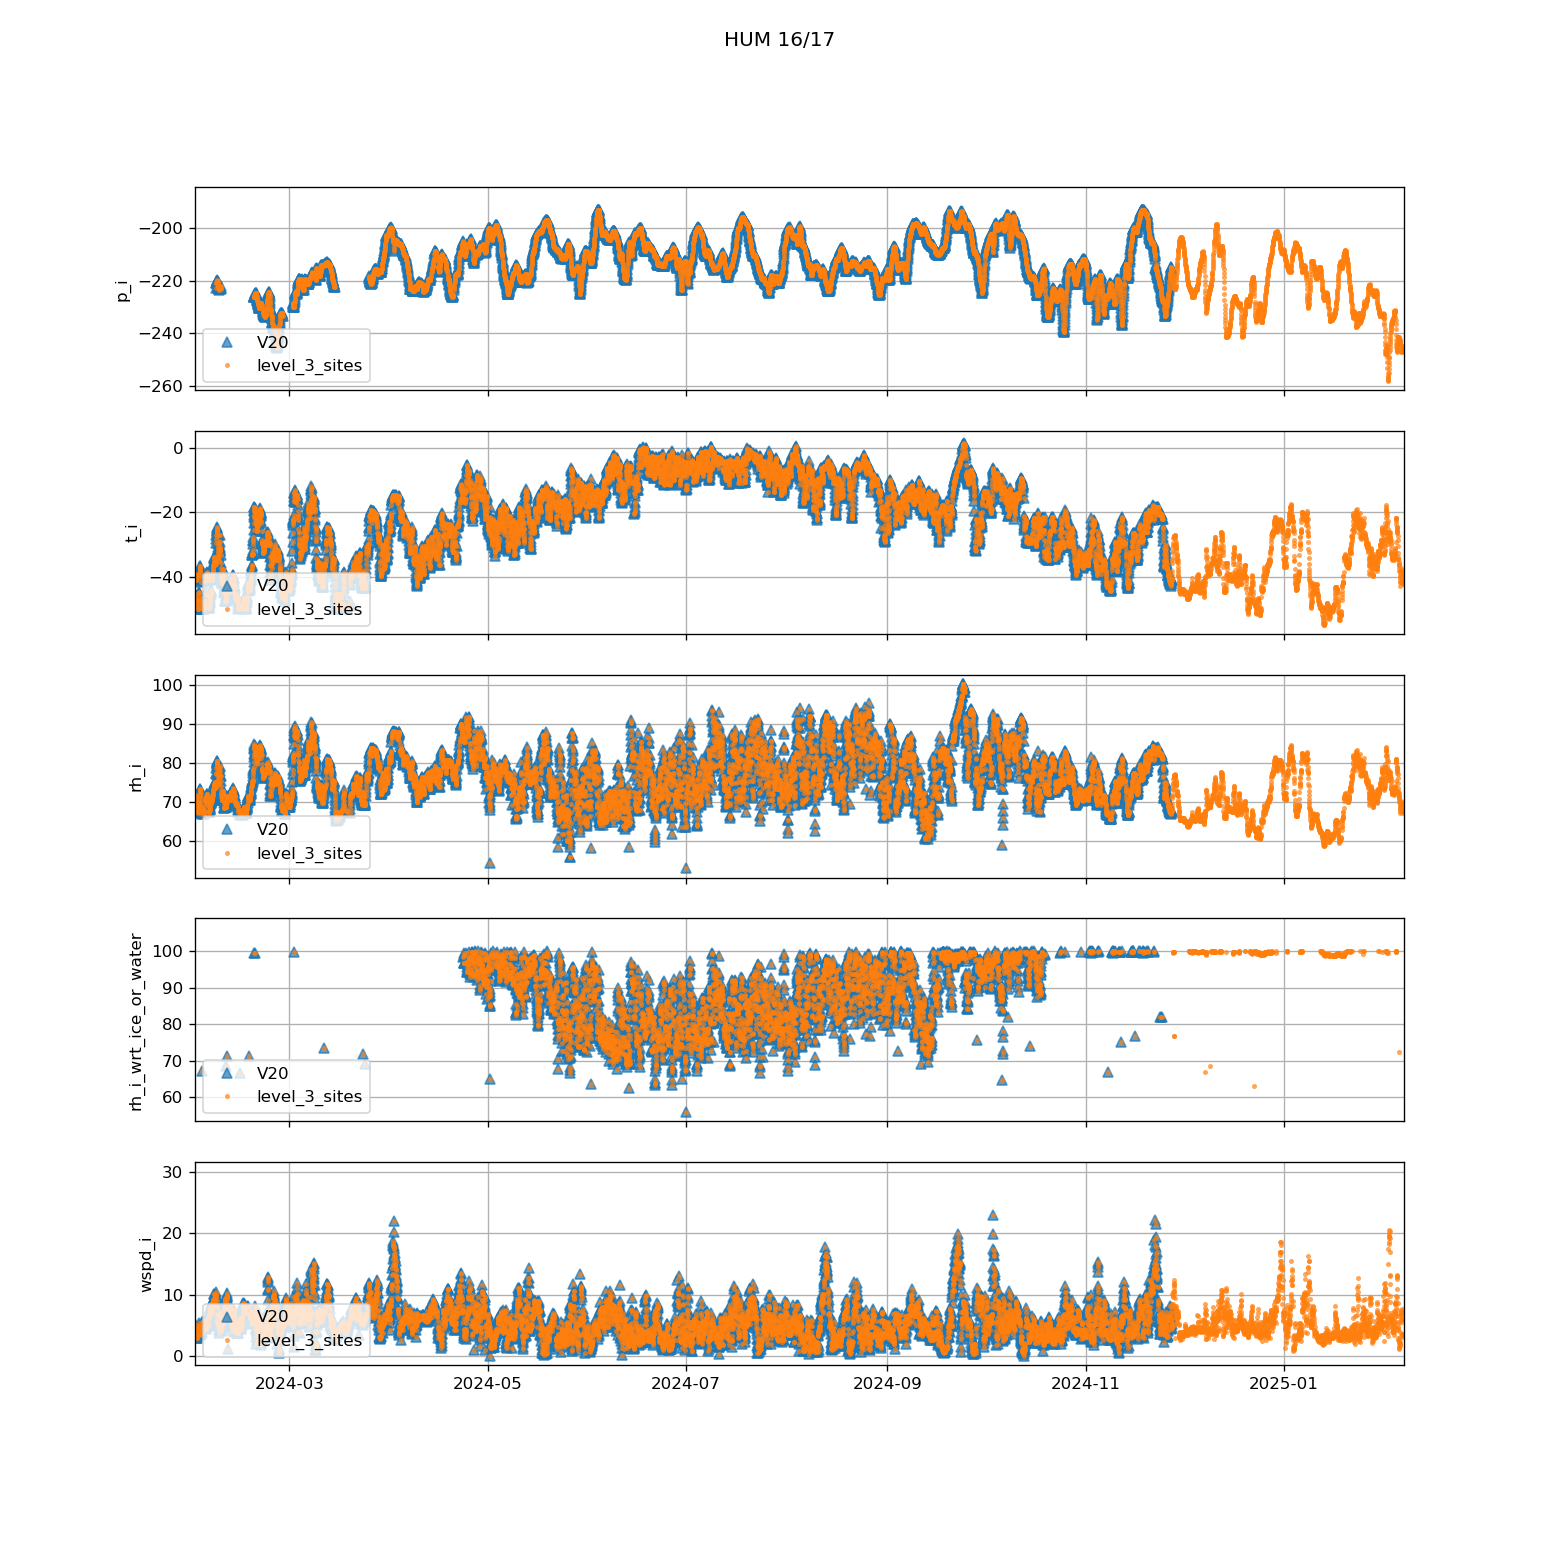 HUM 16/17
−200
−220
−240
−260
p_i
V20
level_3_sites
0
−20
−40
t_i
V20
level_3_sites
100
90
80
70
60
rh_i
V20
level_3_sites
100
90
80
70
60
rh_i_wrt_ice_or_water
V20
level_3_sites
30
20
10
0
wspd_i
V20
level_3_sites
2024-03 2024-05 2024-07 2024-09 2024-11 2025-01